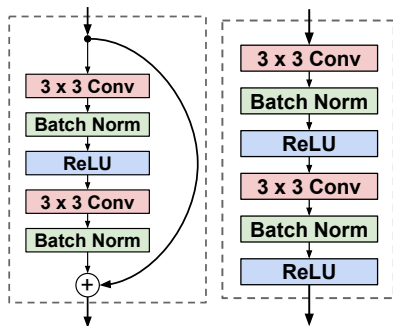 3 x 3 Conv
Batch Norm
ReLU
3 x 3 Conv
Batch Norm
+
3 x 3 Conv
Batch Norm
ReLU
3 x 3 Conv
Batch Norm
ReLU